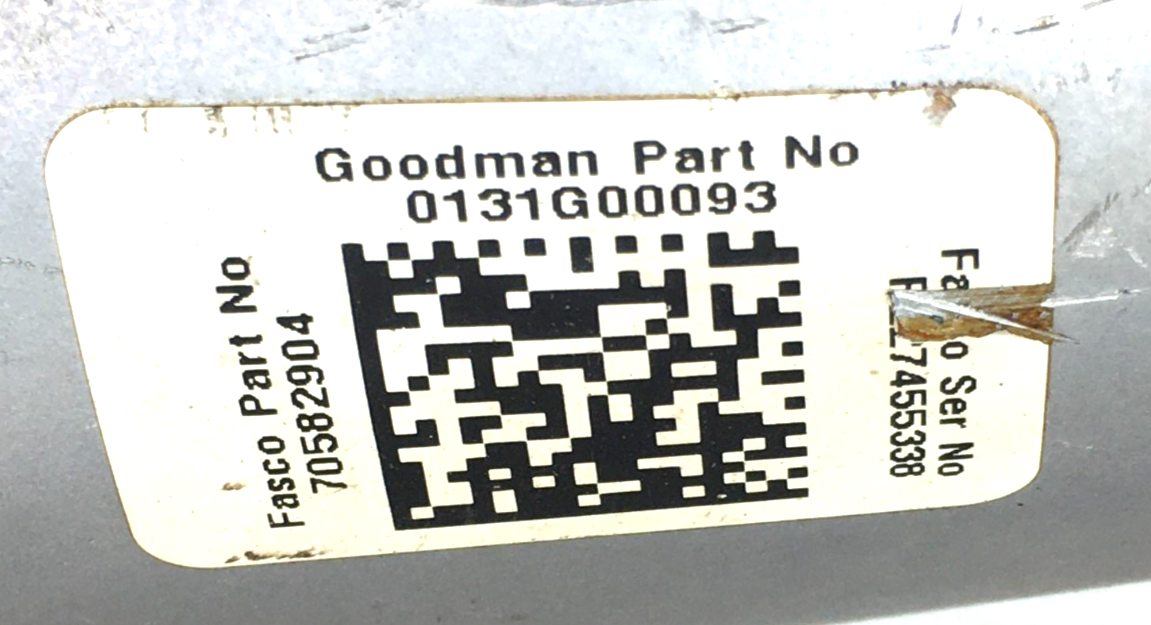 Goodman Part No
0131G00093
Fasco Part No
70582904
Ser No